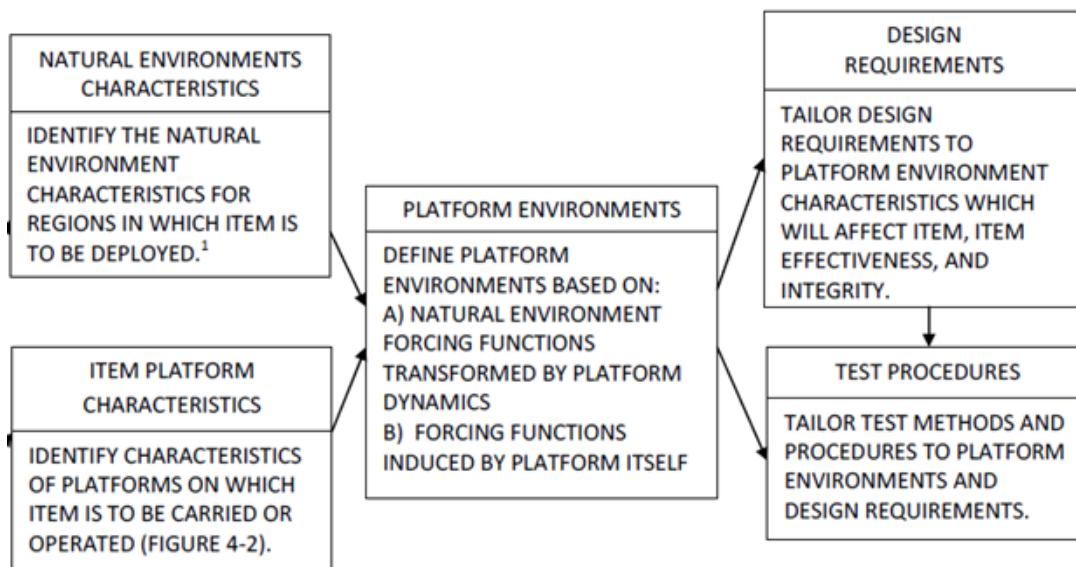 NATURAL ENVIRONMENTS
CHARACTERISTICS
IDENTIFY THE NATURAL
ENVIRONMENT
CHARACTERISTICS FOR
REGIONS IN WHICH ITEM IS
TO BE DEPLOYED.¹
ITEM PLATFORM
CHARACTERISTICS
IDENTIFY CHARACTERISTICS
OF PLATFORMS ON WHICH
ITEM IS TO BE CARRIED OR
OPERATED (FIGURE 4-2).
PLATFORM ENVIRONMENTS
DEFINE PLATFORM
ENVIRONMENTS BASED ON:
A) NATURAL ENVIRONMENT
FORCING FUNCTIONS
TRANSFORMED BY PLATFORM
DYNAMICS
B) FORCING FUNCTIONS
INDUCED BY PLATFORM ITSELF
DESIGN
REQUIREMENTS
TAILOR DESIGN
REQUIREMENTS TO
PLATFORM ENVIRONMENT
CHARACTERISTICS WHICH
WILL AFFECT ITEM, ITEM
EFFECTIVENESS, AND
INTEGRITY.
TEST PROCEDURES
TAILOR TEST METHODS AND
PROCEDURES TO PLATFORM
ENVIRONMENTS AND
DESIGN REQUIREMENTS.